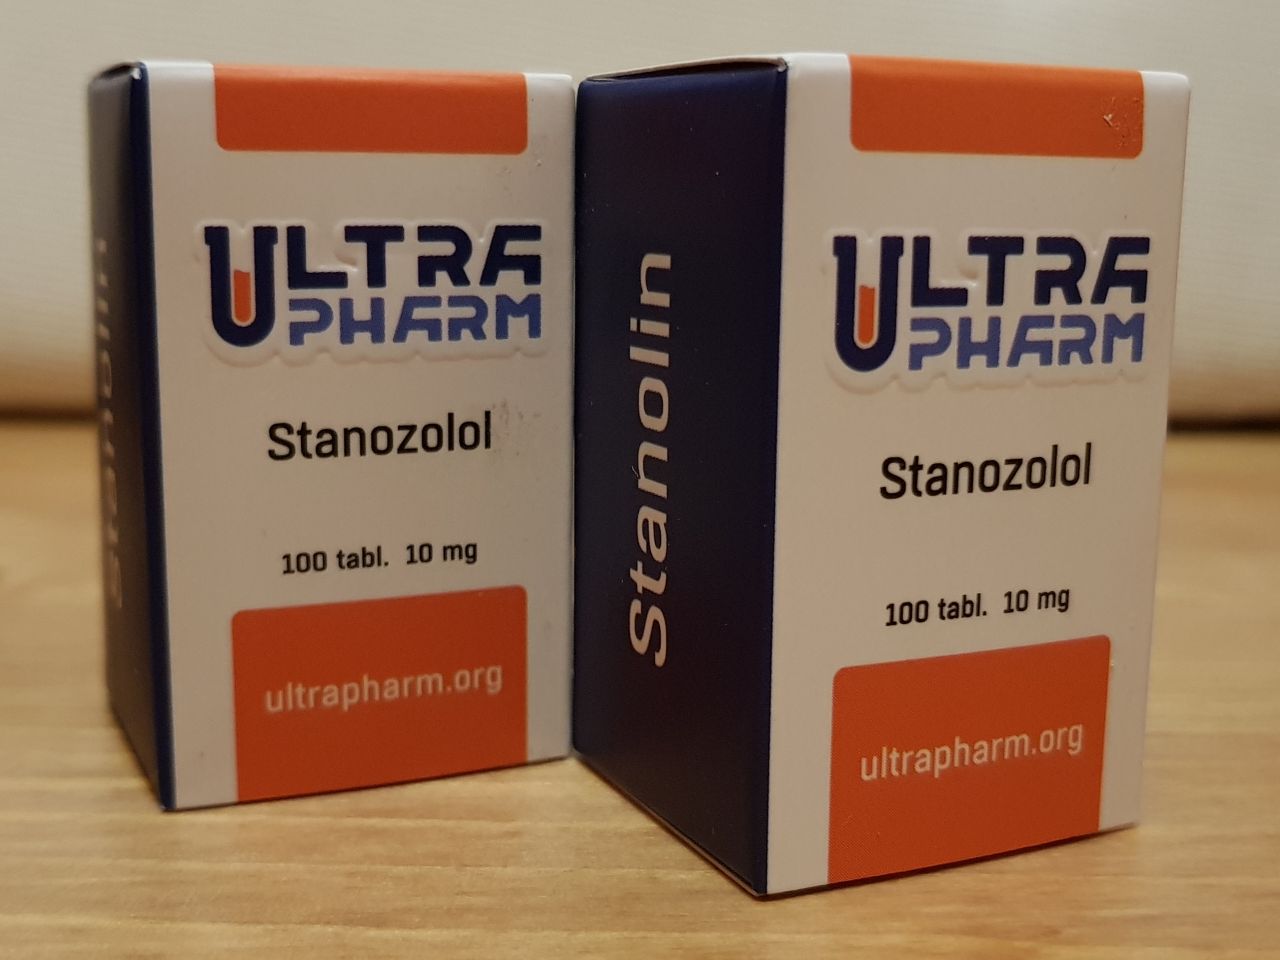 Stanolin
ULTRA
PHARM
Stanozolol
100 tabl. 10 mg
ultrapharm.org
Stanolin
ULTRA
PHARM
Stanozolol
100 tabl. 10 mg
ultrapharm.org